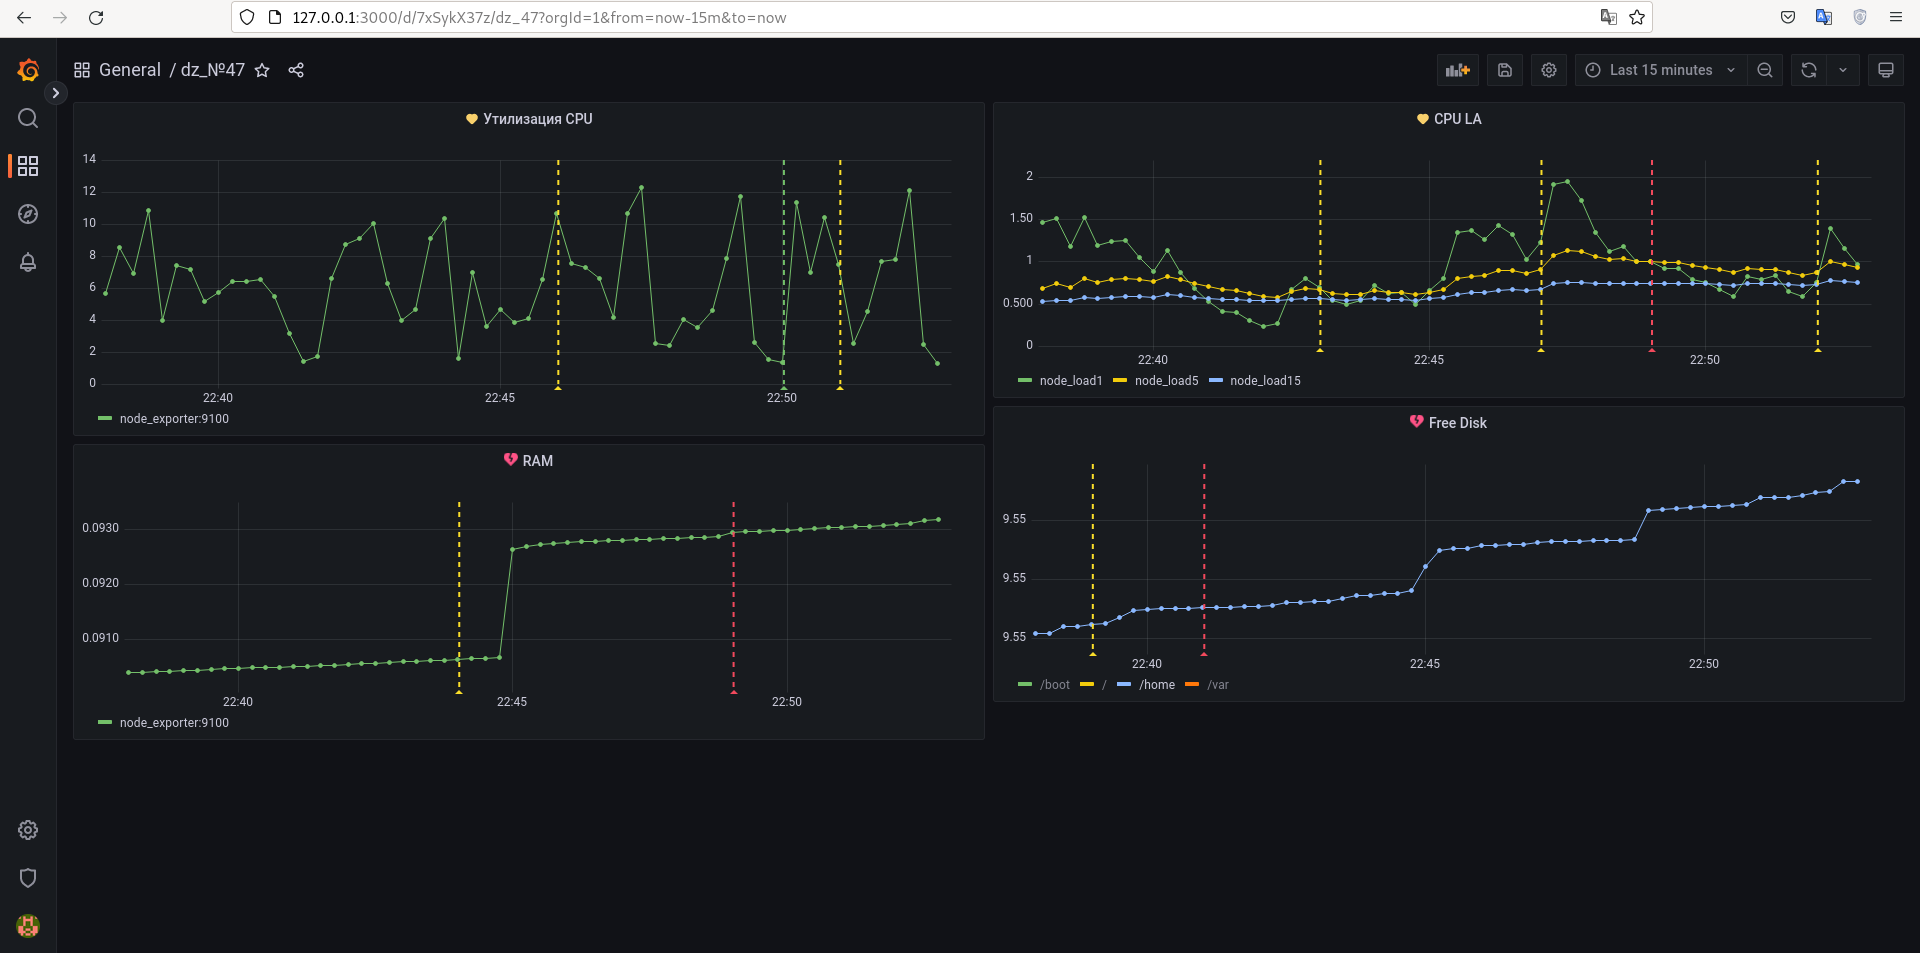 127.0.0.1:3000/d/7xSykX37z/dz_47?orgId=1&from=now-15m&to=now
General / dz_№47
Last 15 minutes
Утилизация CPU
14
12
10
8
6
4
2
0
22:40 22:45 22:50
node_exporter:9100
CPU LA
2
1.50
1
0.500
0
22:40 22:45 22:50
node_load1 node_load5 node_load15
RAM
0.0930
0.0920
0.0910
22:40 22:45 22:50
node_exporter:9100
Free Disk
9.55
9.55
9.55
22:40 22:45 22:50
/boot / /home /var